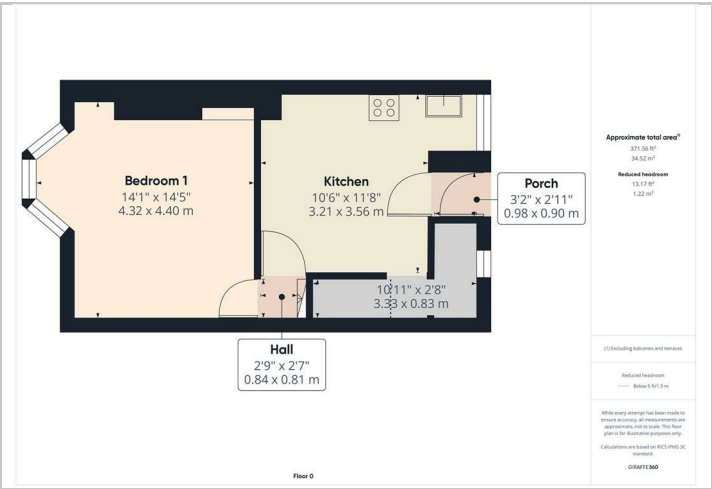 Bedroom 1
14'1" x 14'5"
4.32 x 4.40 m
Kitchen
10'6" x 11'8"
3.21 x 3.56 m
Porch
3'2" x 2'11"
0.98 x 0.90 m
10'11" x 2'8"
3.33 x 0.83 m
Hall
2'9" x 2'7"
0.84 x 0.81 m
Floor 0
Approximate total area(1)
371.56 ft²
34.52 m²
Reduced headroom
13.17 ft²
1.22 m²
(1) Excluding balconies and terraces
Reduced headroom
Below 5 ft/1.5 m
While every attempt has been made to
ensure accuracy, all measurements are
approximate, not to scale. This floor
plan is for illustrative purposes only.
Calculations are based on RICS IPMS 3C
standard.
GIRAFFE360